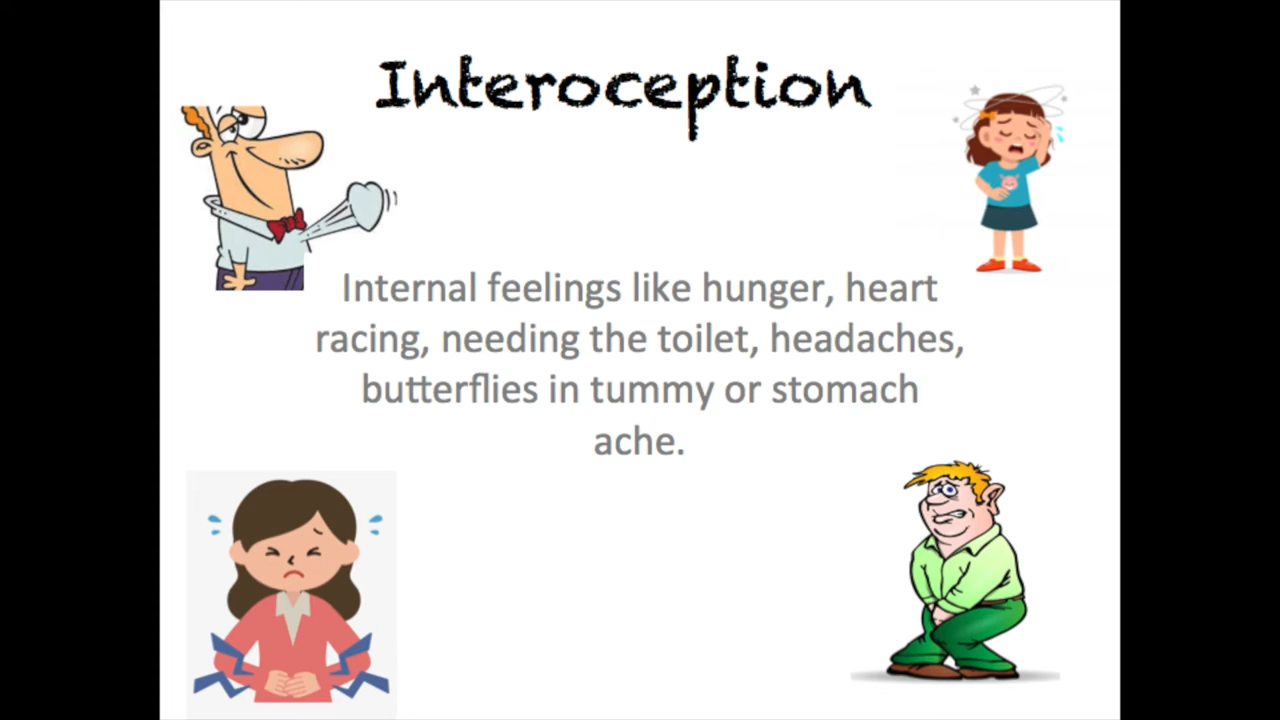 Interoception
Internal feelings like hunger, heart
racing, needing the toilet, headaches,
butterflies in tummy or stomach
ache.